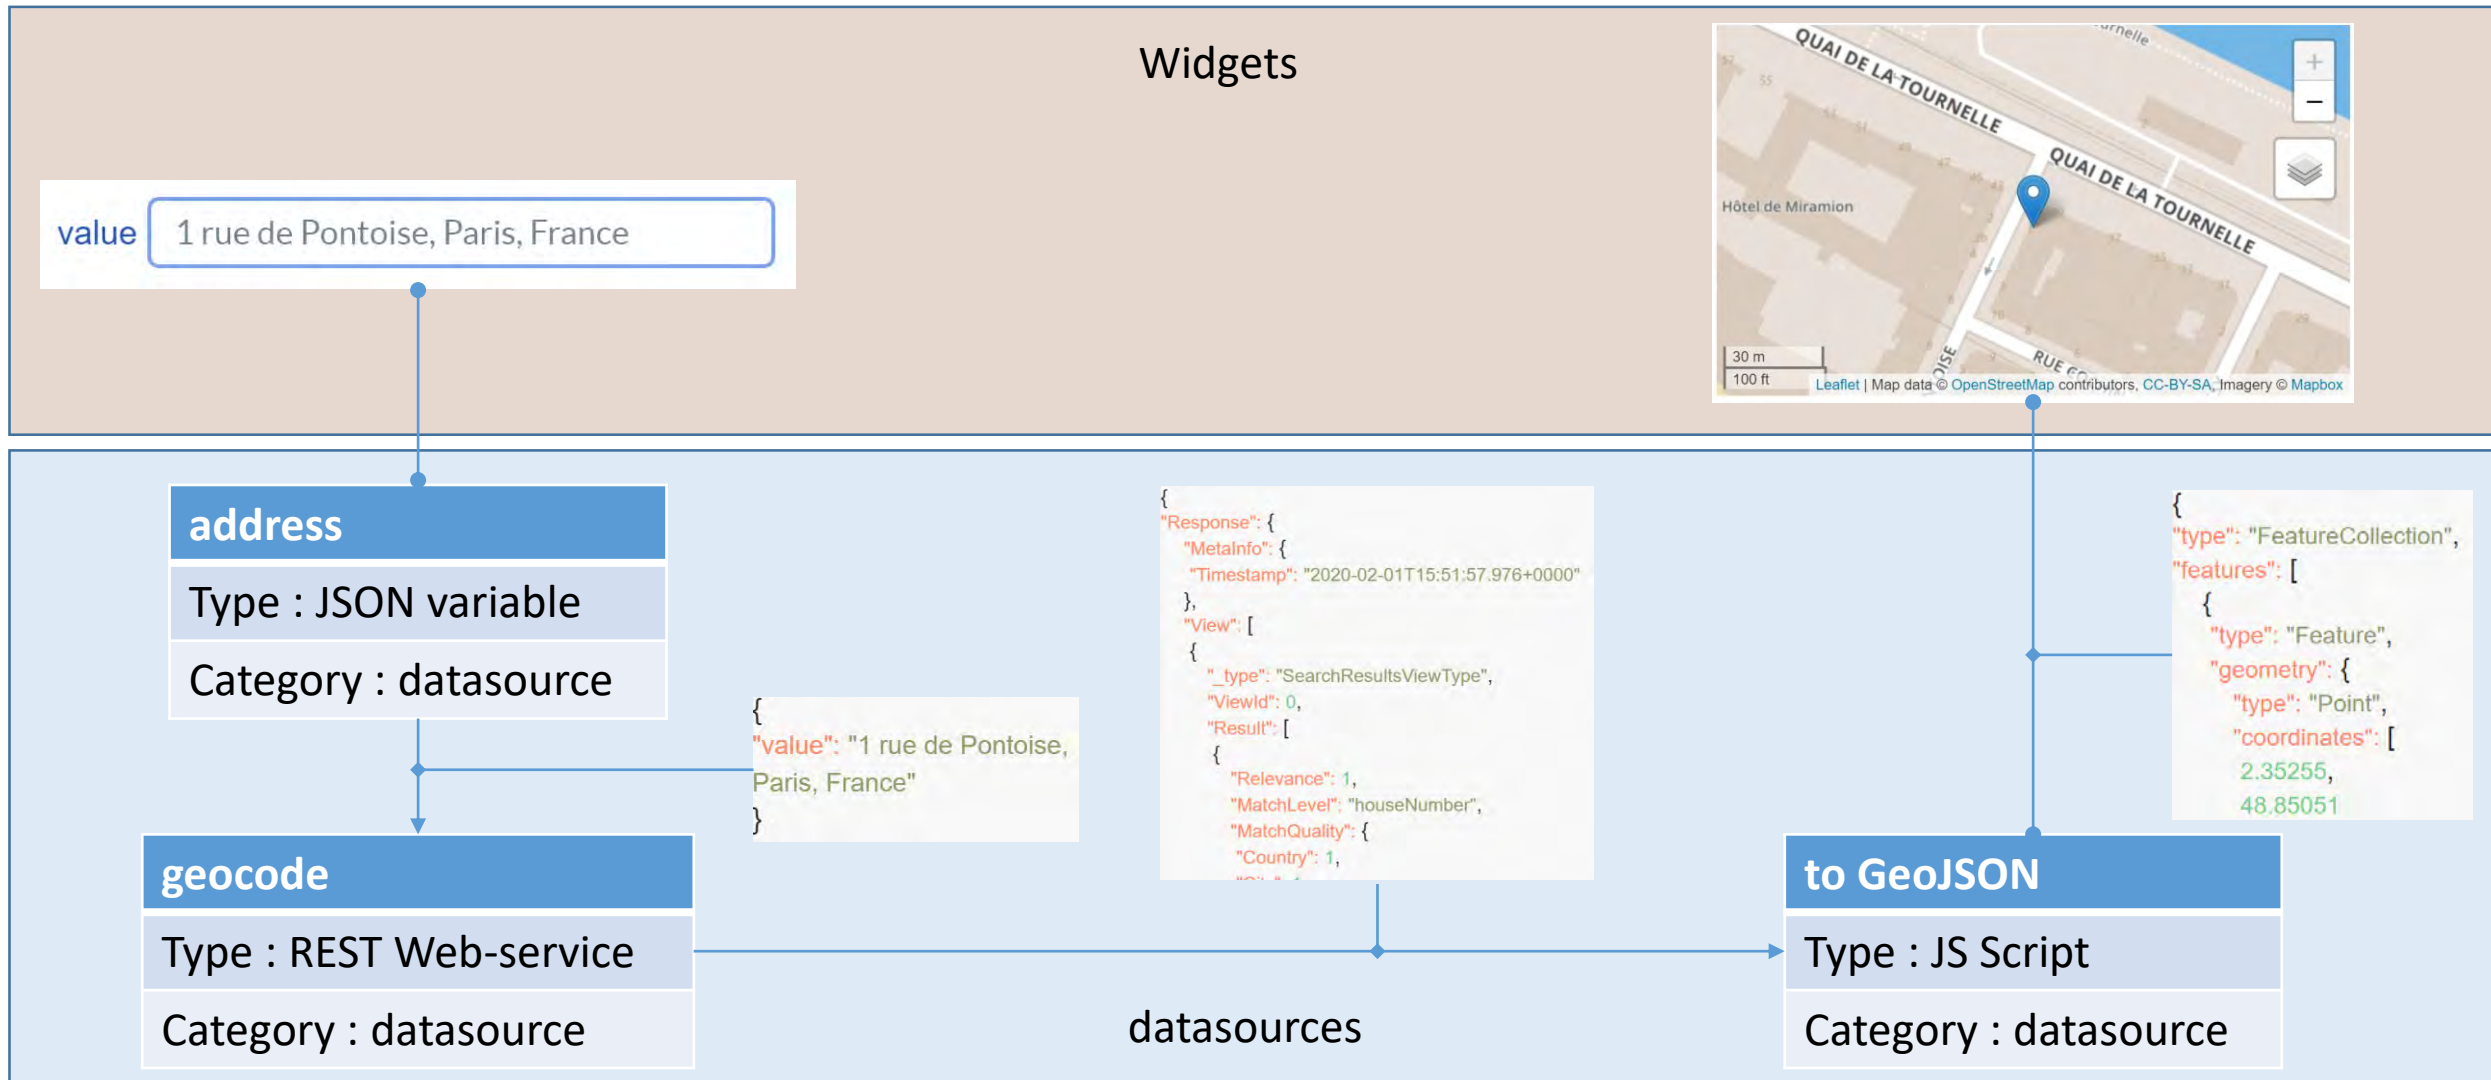 Widgets
value
1 rue de Pontoise, Paris, France
QUAI DE LA TOURNELLE
QUAI DE LA TOURNELLE
Hôtel de Miramion
+
−
30 m
100 ft
Leaflet | Map data © OpenStreetMap contributors, CC-BY-SA, Imagery © Mapbox
address
Type : JSON variable
Category : datasource
{
"value": "1 rue de Pontoise,
Paris, France"
}
geocode
Type : REST Web-service
Category : datasource
{
"Response": {
"MetaInfo": {
"Timestamp": "2020-02-01T15:51:57.976+0000"
},
"View": [
{
"_type": "SearchResultsViewType",
"ViewId": 0,
"Result": [
{
"Relevance": 1,
"MatchLevel": "houseNumber",
"MatchQuality": {
"Country": 1,
datasources
{
"type": "FeatureCollection",
"features": [
{
"type": "Feature",
"geometry": {
"type": "Point",
"coordinates": [
2.35255,
48.85051
to GeoJSON
Type : JS Script
Category : datasource